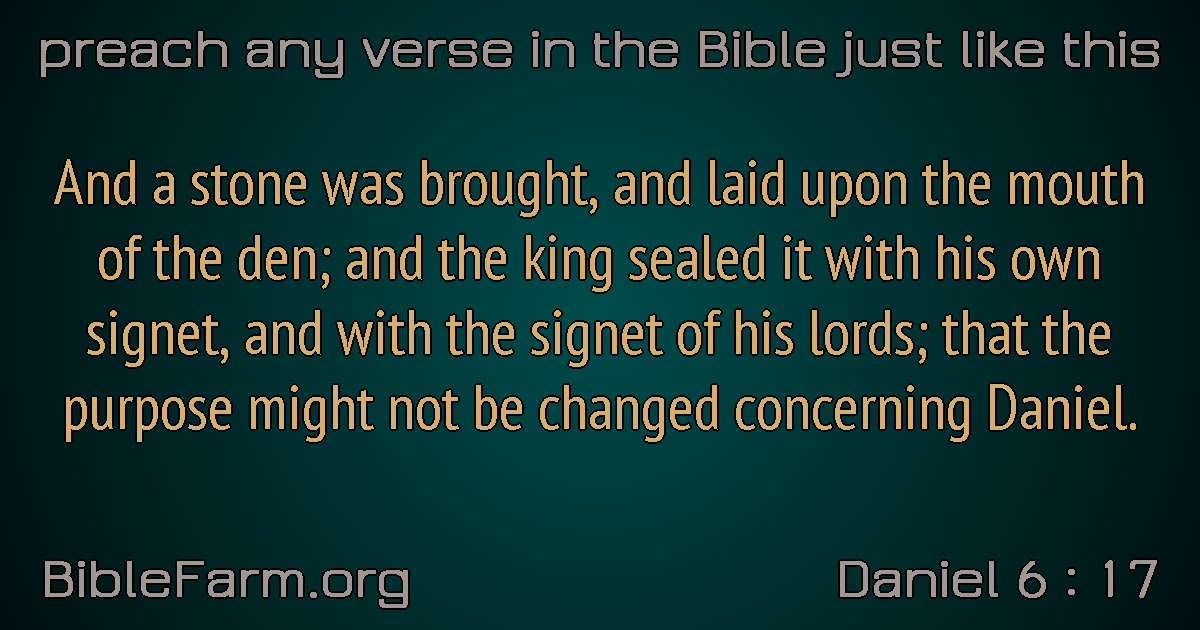 preach any verse in the Bible just like this
And a stone was brought, and laid upon the mouth
of the den; and the king sealed it with his own
signet, and with the signet of his lords; that the
purpose might not be changed concerning Daniel.
BibleFarm.org
Daniel 6 : 17